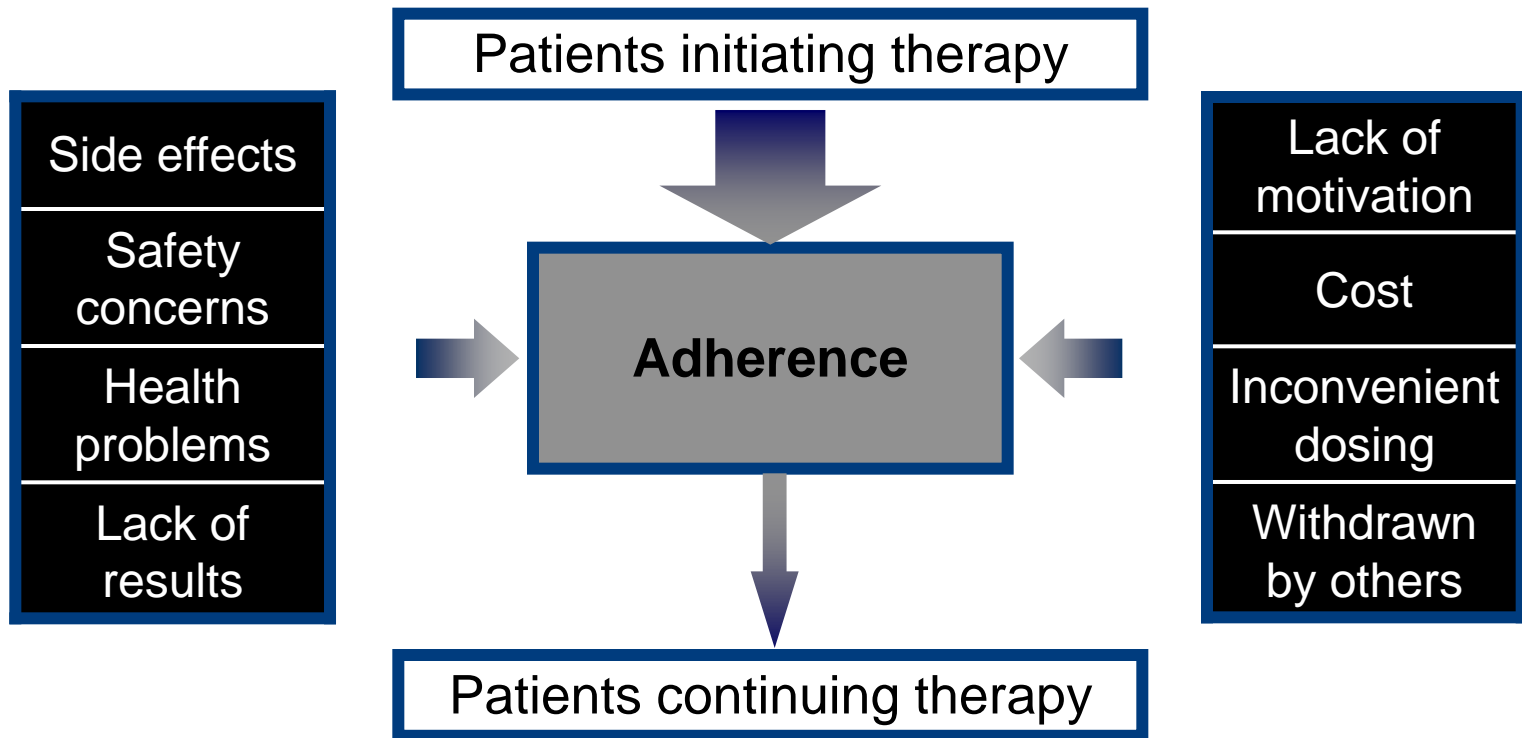 Patients initiating therapy
Side effects
Safety
concerns
Health
problems
Lack of
results
Adherence
Lack of
motivation
Cost
Inconvenient
dosing
Withdrawn
by others
Patients continuing therapy